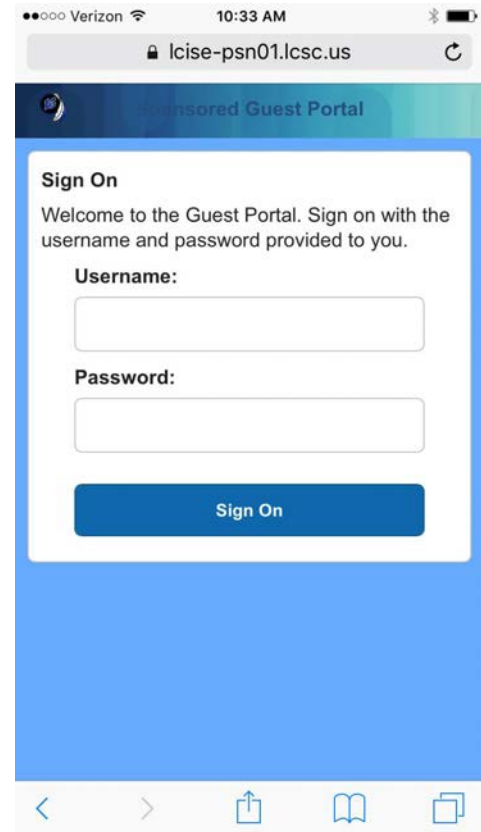 Verizon 10:33 AM
lcise-psn01.lcsc.us
Sponsored Guest Portal
Sign On
Welcome to the Guest Portal. Sign on with the
username and password provided to you.
Username:
Password:
Sign On